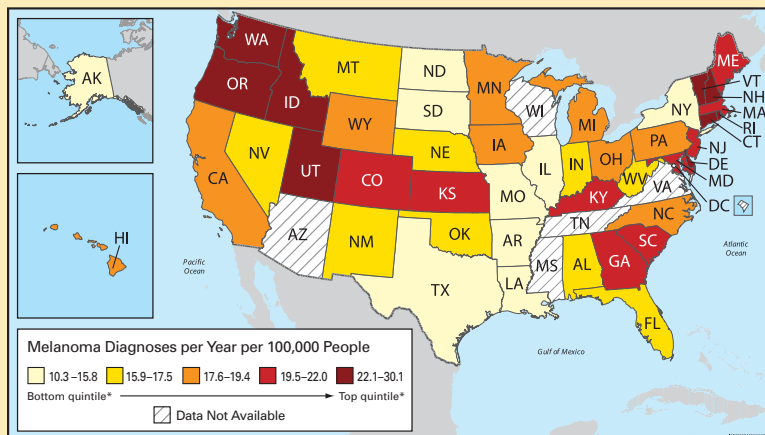 WA
ME
AK
MT
ND
VT
OR
MN
NH
ID
SD
WI
NY
MA
WY
MI
RI
CT
IA
PA
NE
NJ
NV
IL
IN
OH
DE
UT
WV
MD
CA
CO
KS
MO
KY
VA
DC
AZ
NM
OK
AR
TN
NC
SC
HI
MS
AL
GA
TX
LA
FL
Pacific
Ocean
Atlantic
Ocean
Gulf of Mexico
Melanoma Diagnoses per Year per 100,000 People
10.3–15.8 15.9–17.5 17.6–19.4 19.5–22.0 22.1–30.1
Bottom quintile* Top quintile*
Data Not Available